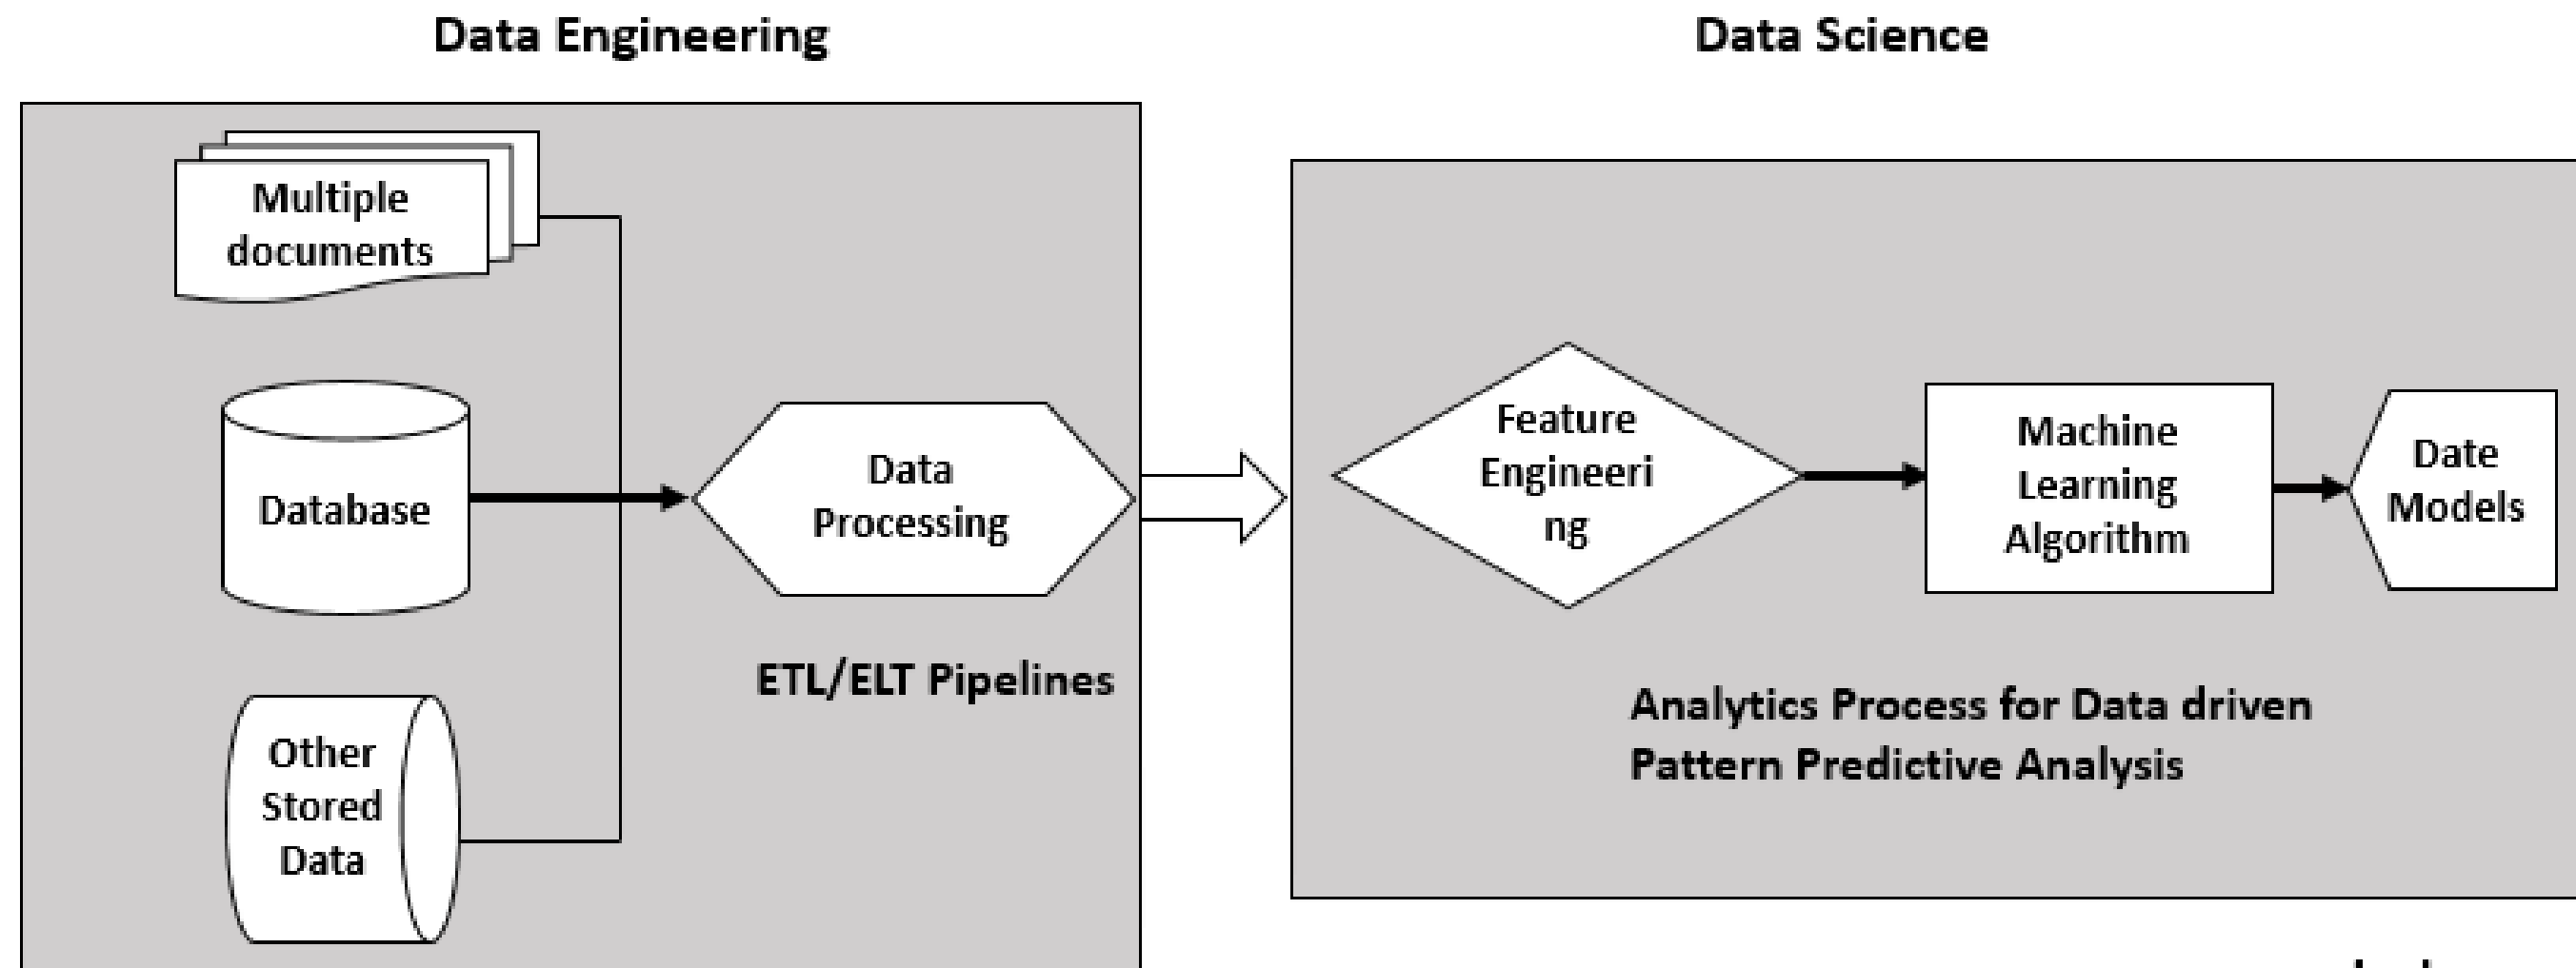 Data Engineering
Data Science
Multiple
documents
Database
Other
Stored
Data
Data
Processing
ETL/ELT Pipelines
Feature
Engineeri
ng
Machine
Learning
Algorithm
Date
Models
Analytics Process for Data driven
Pattern Predictive Analysis